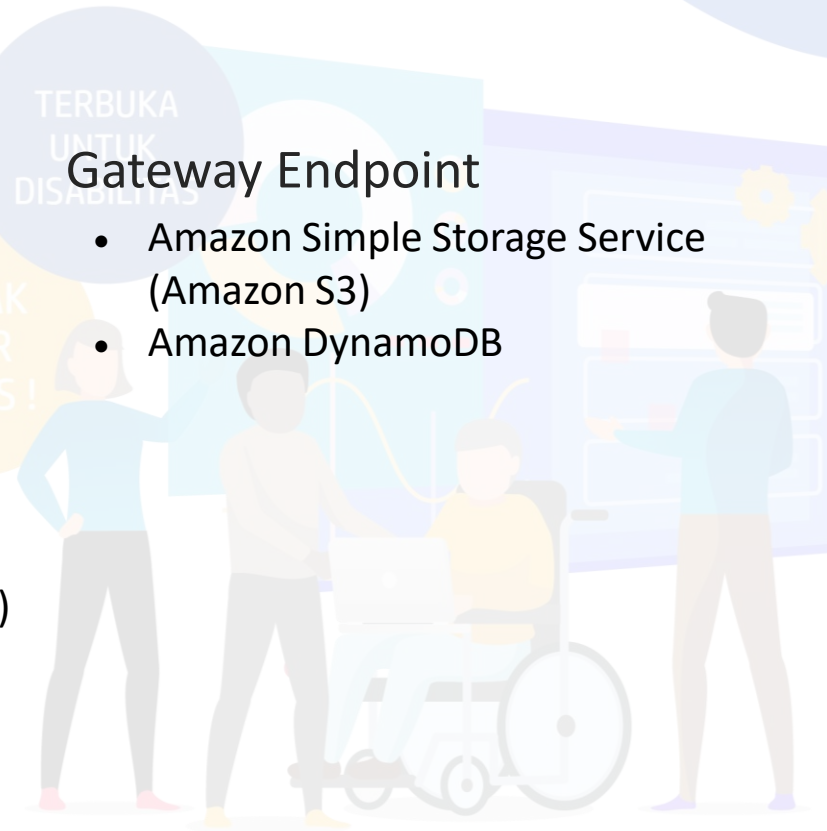 TERBUKA
UNTUK
DISABILITAS
Gateway Endpoint
• Amazon Simple Storage Service
(Amazon S3)
• Amazon DynamoDB
K
R
S !
)